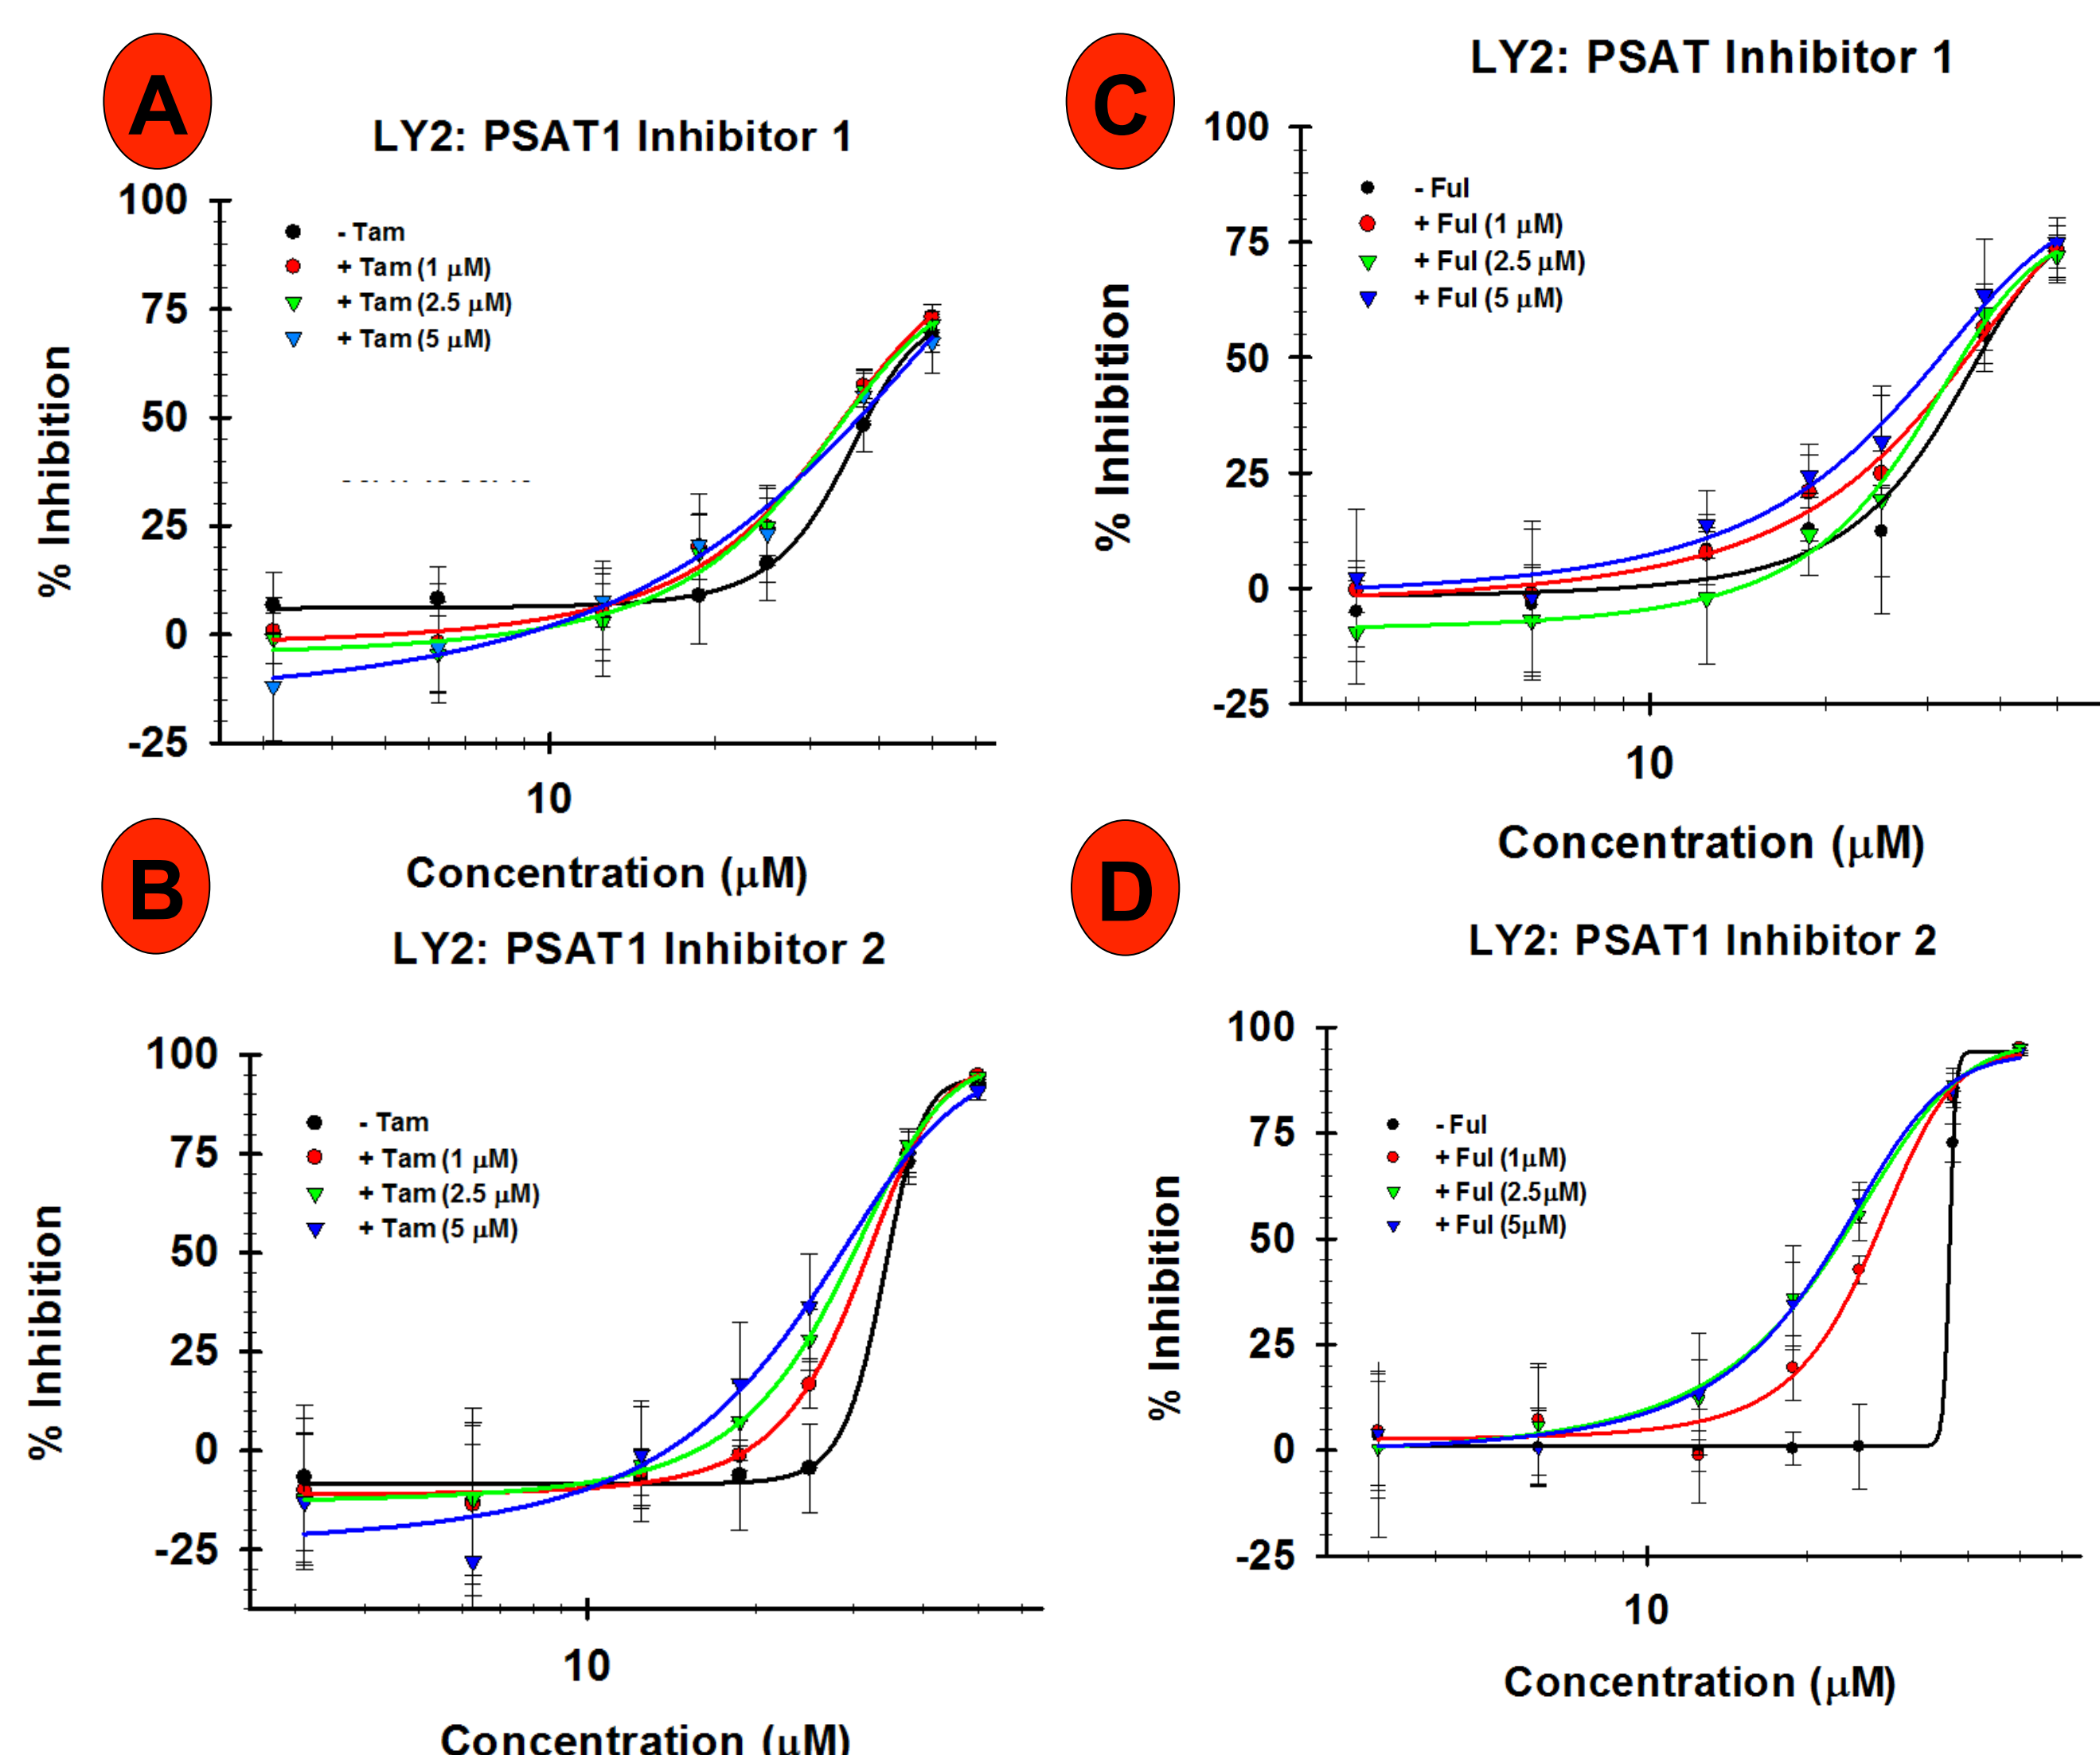 A
LY2: PSAT1 Inhibitor 1
100
75
50
25
0
-25
% Inhibition
- Tam
+ Tam (1 µM)
+ Tam (2.5 µM)
+ Tam (5 µM)
10
Concentration (µM)
B
LY2: PSAT1 Inhibitor 2
100
75
50
25
0
-25
% Inhibition
- Tam
+ Tam (1 µM)
+ Tam (2.5 µM)
+ Tam (5 µM)
10
Concentration (µM)
C
LY2: PSAT Inhibitor 1
100
75
50
25
0
-25
% Inhibition
- Ful
+ Ful (1 µM)
+ Ful (2.5 µM)
+ Ful (5 µM)
10
Concentration (µM)
D
LY2: PSAT1 Inhibitor 2
100
75
50
25
0
-25
% Inhibition
- Ful
+ Ful (1µM)
+ Ful (2.5µM)
+ Ful (5µM)
10
Concentration (µM)